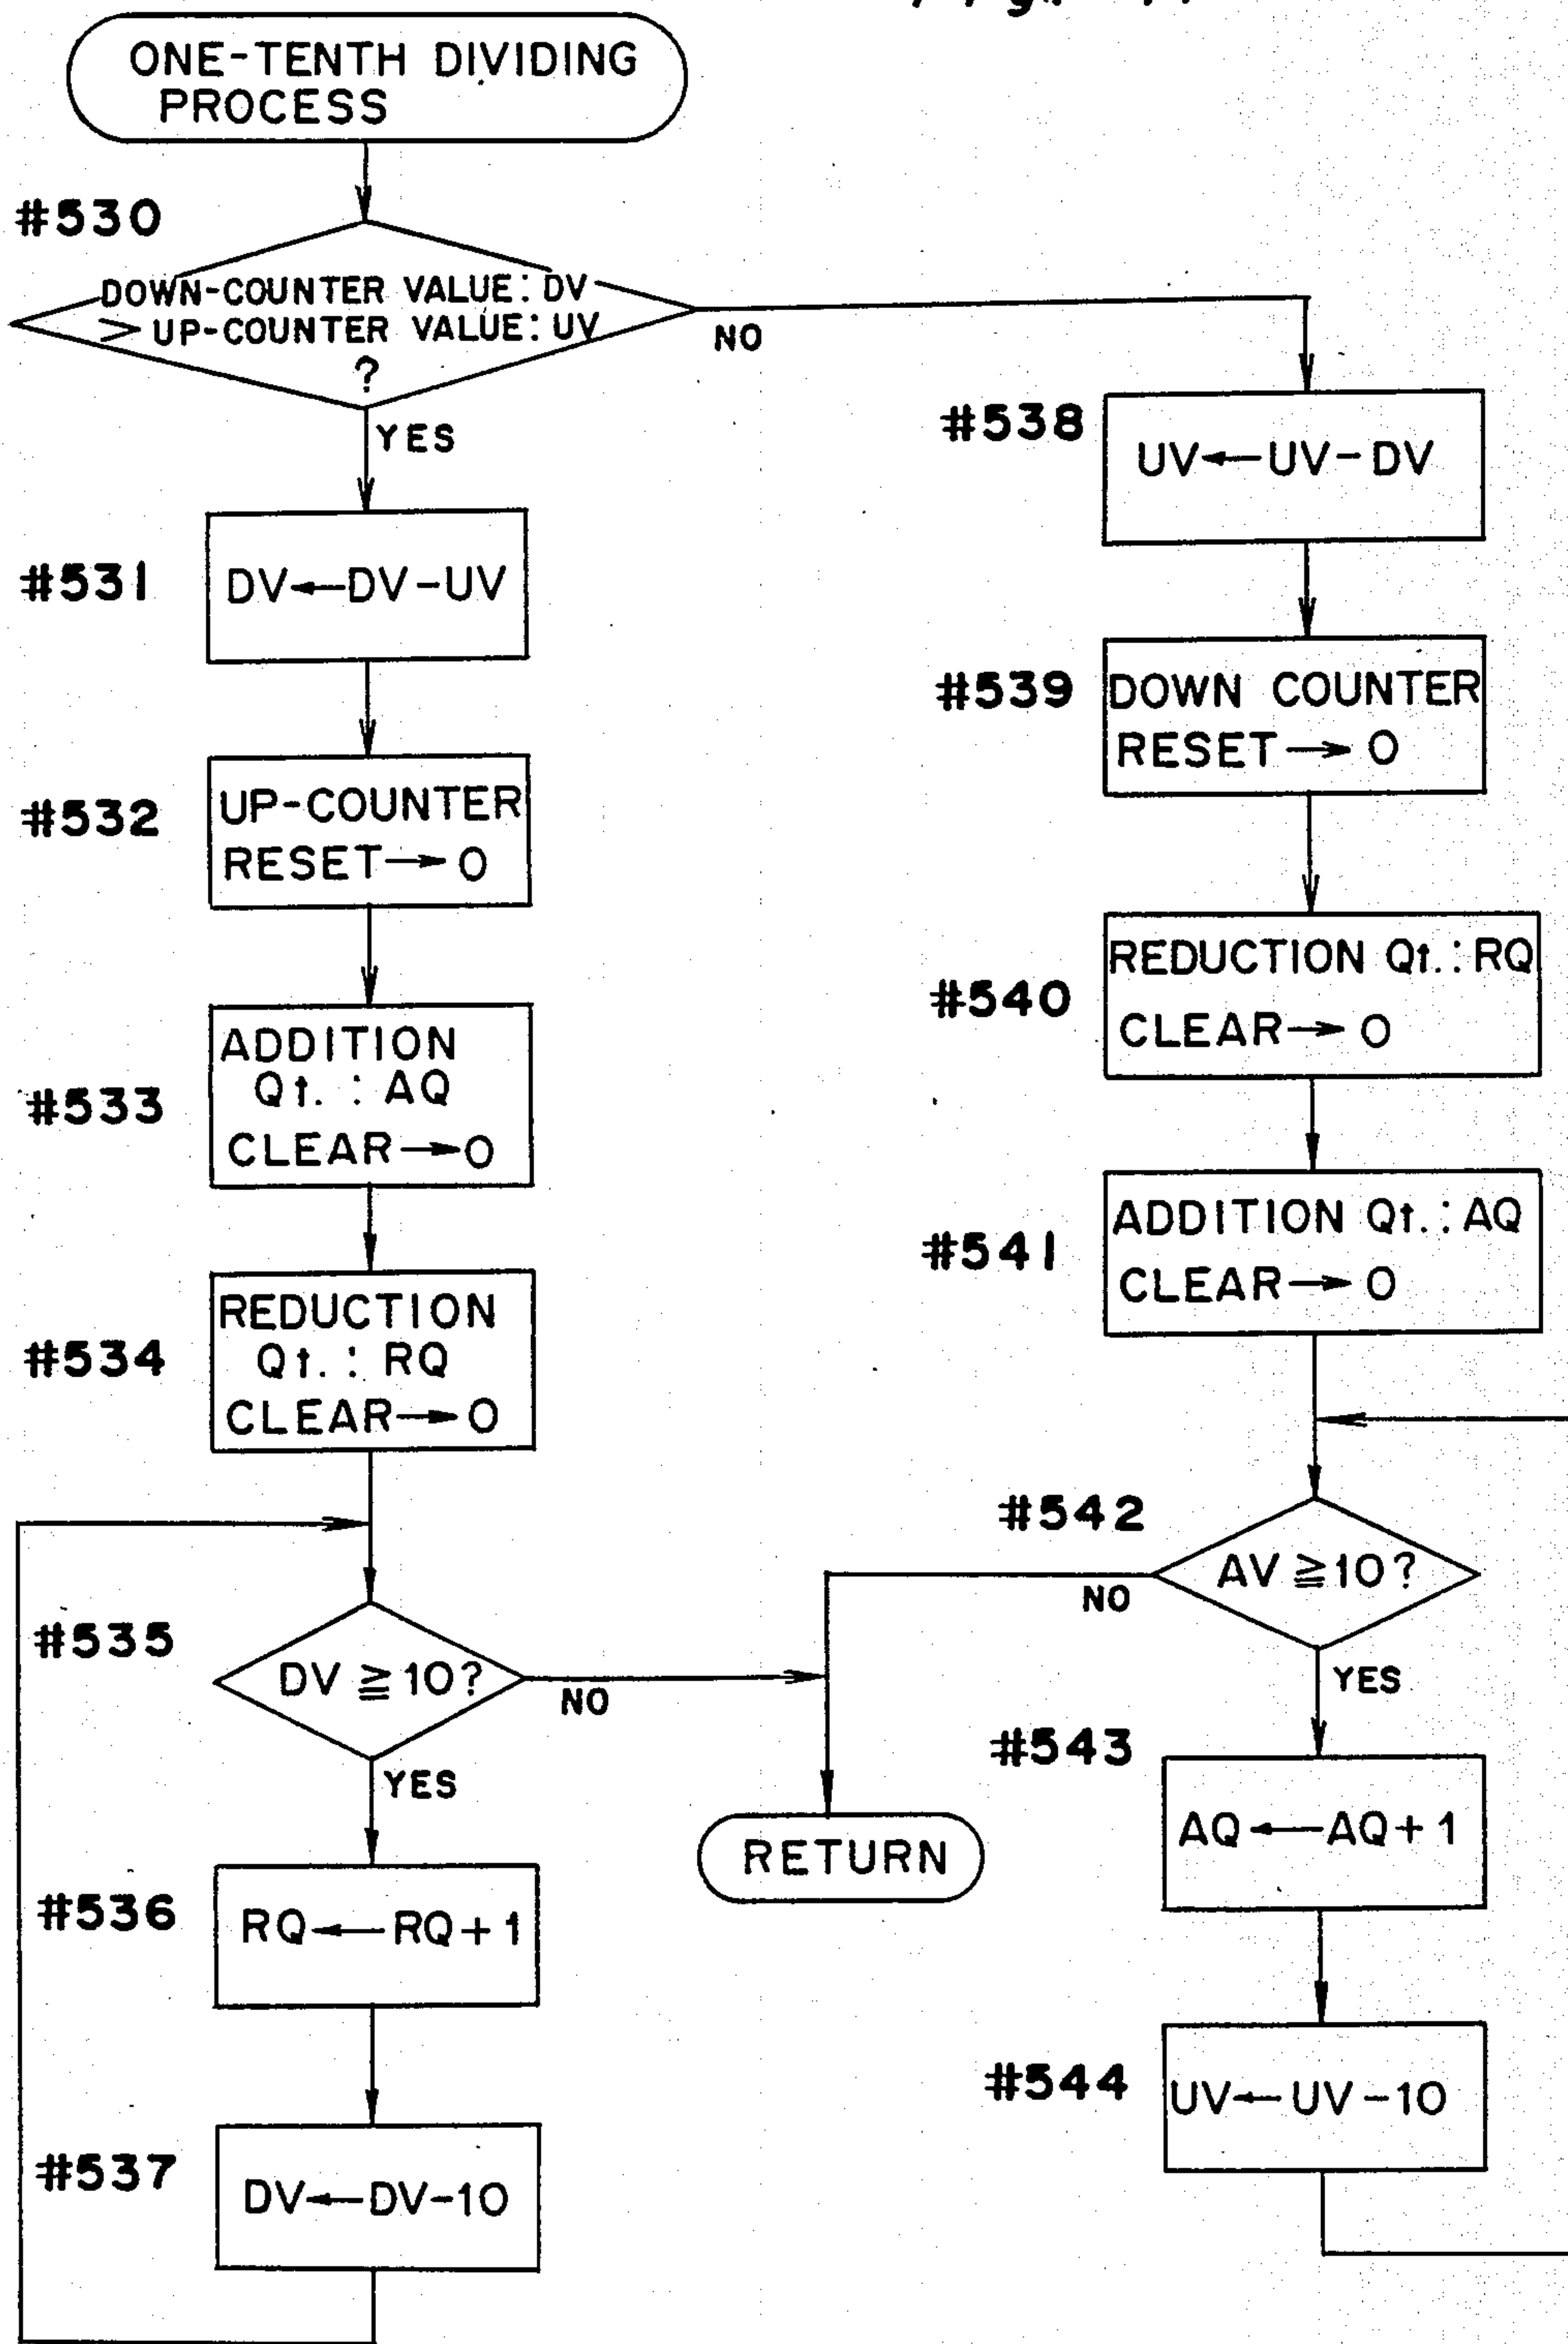 ONE-TENTH DIVIDING
PROCESS
#530
DOWN-COUNTER VALUE: DV
> UP-COUNTER VALUE: UV
?
NO
YES
#531
DV←DV-UV
#532
UP-COUNTER
RESET→0
#533
ADDITION
Qt. : AQ
CLEAR→0
#534
REDUCTION
Qt. : RQ
CLEAR→0
#535
DV ≧ 10?
NO
YES
#536
RQ←RQ+1
#537
DV←DV-10
RETURN
#538
UV←UV-DV
#539
DOWN COUNTER
RESET→0
#540
REDUCTION Qt.: RQ
CLEAR→0
#541
ADDITION Qt.: AQ
CLEAR→0
#542
AV ≧10?
NO
YES
#543
AQ←AQ+1
#544
UV←UV-10